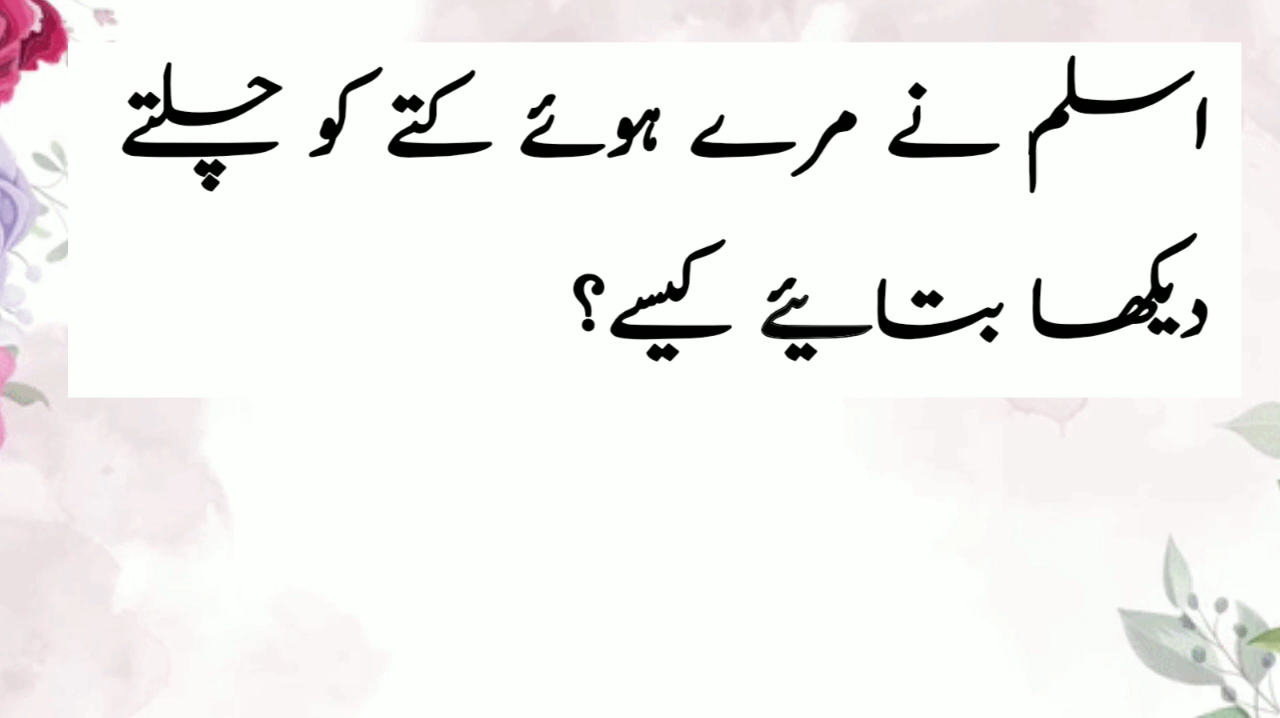 اسلم نے مرے ہوئے کتے کو چلتے
دیکھا بتایئے کیسے؟